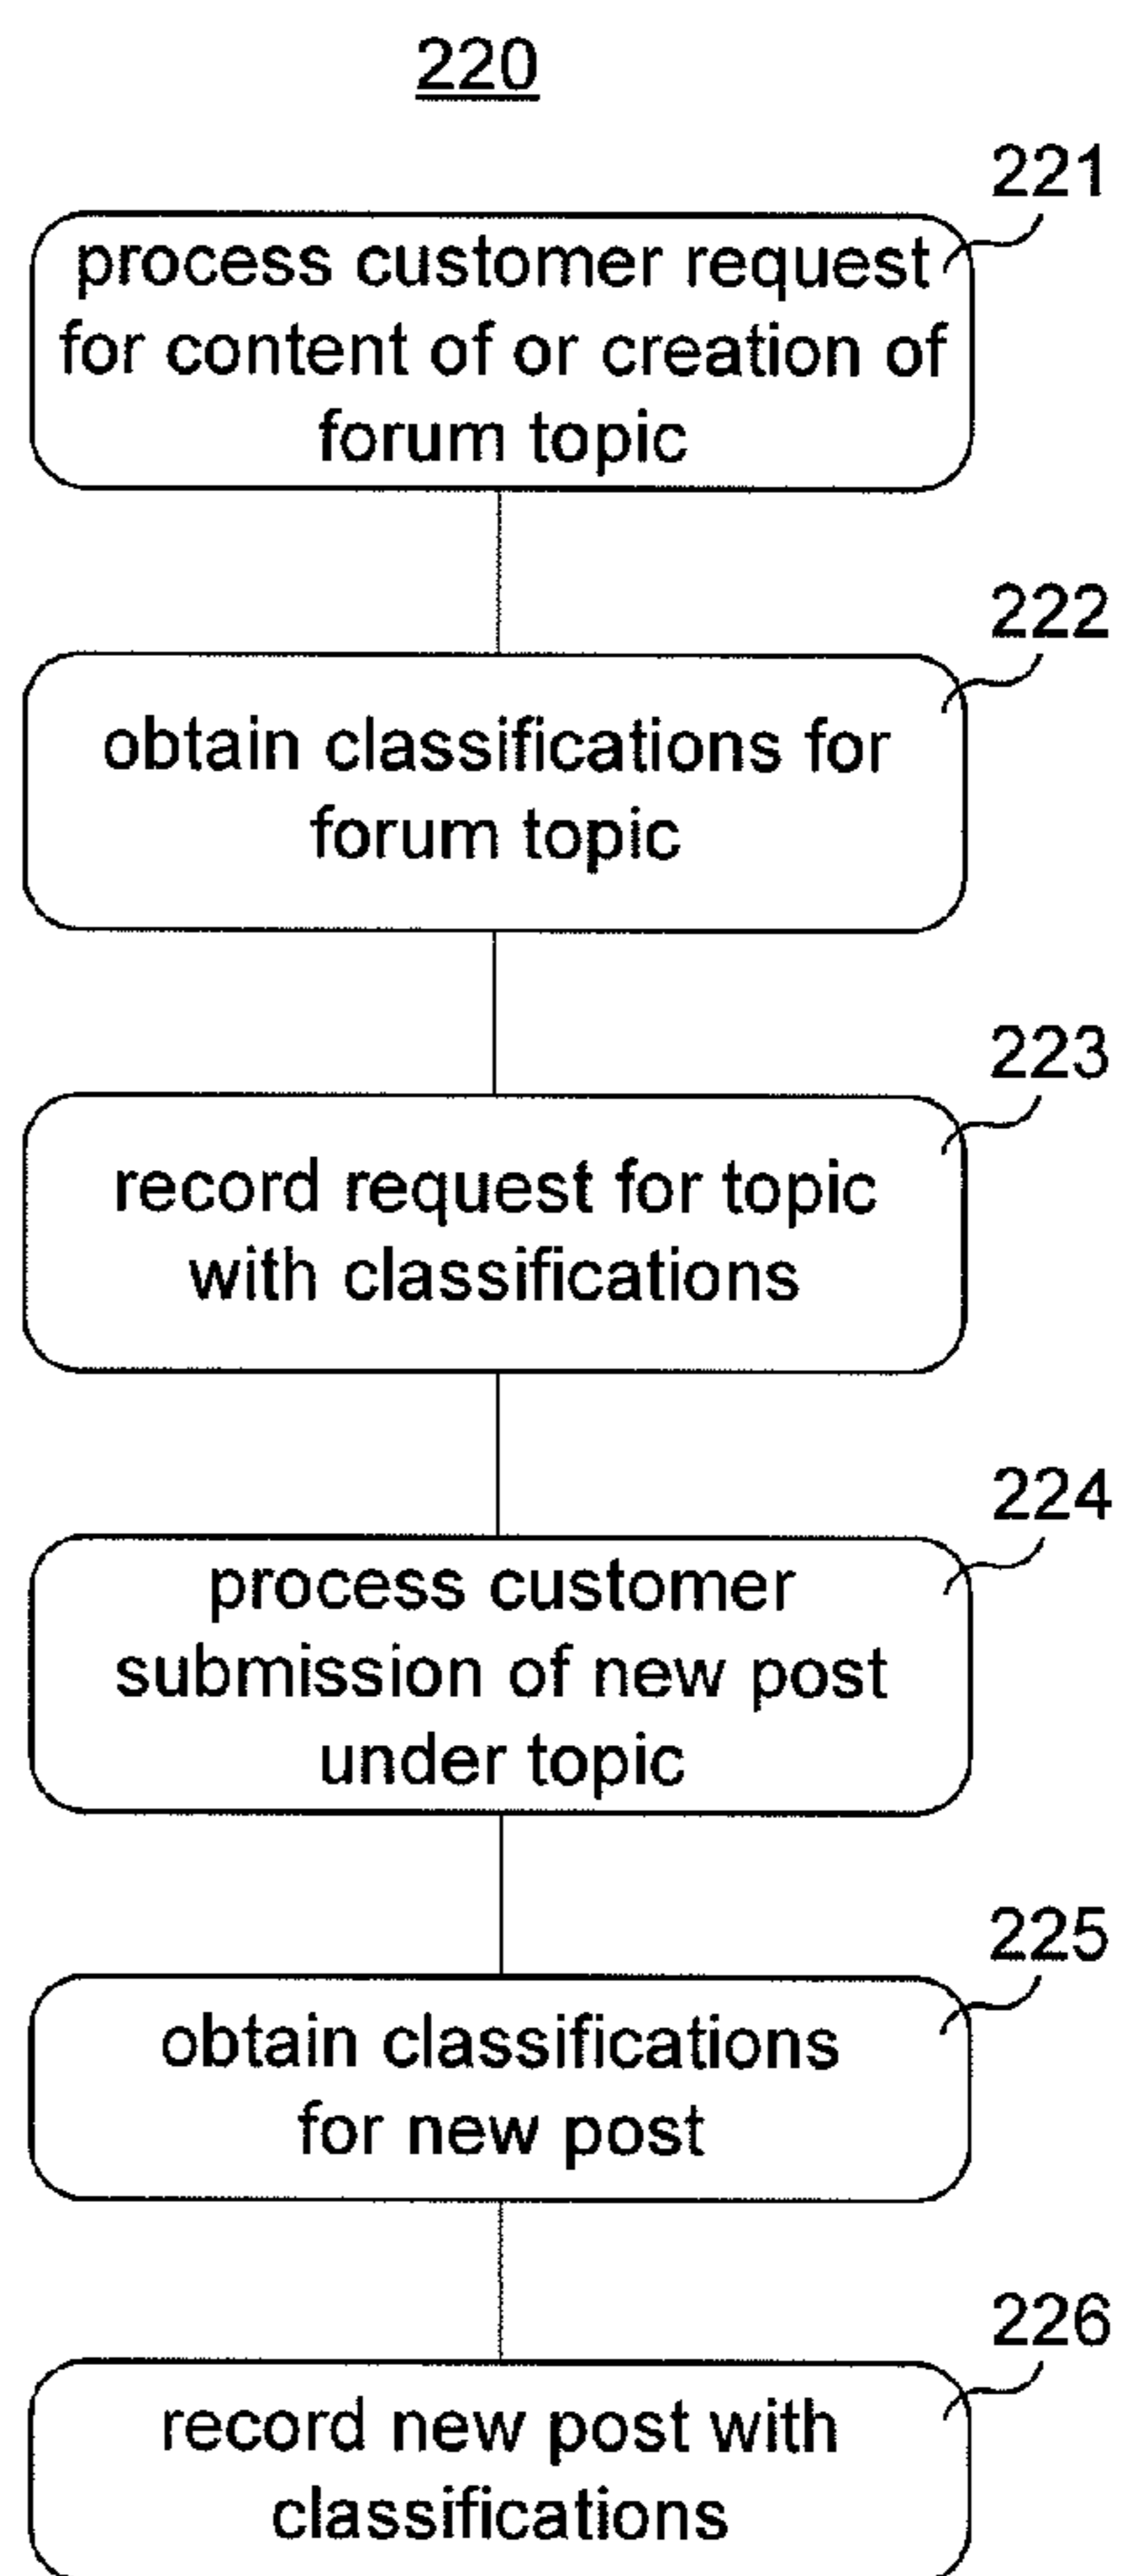 220
221
process customer request
for content of or creation of
forum topic
222
obtain classifications for
forum topic
223
record request for topic
with classifications
224
process customer
submission of new post
under topic
225
obtain classifications
for new post
226
record new post with
classifications